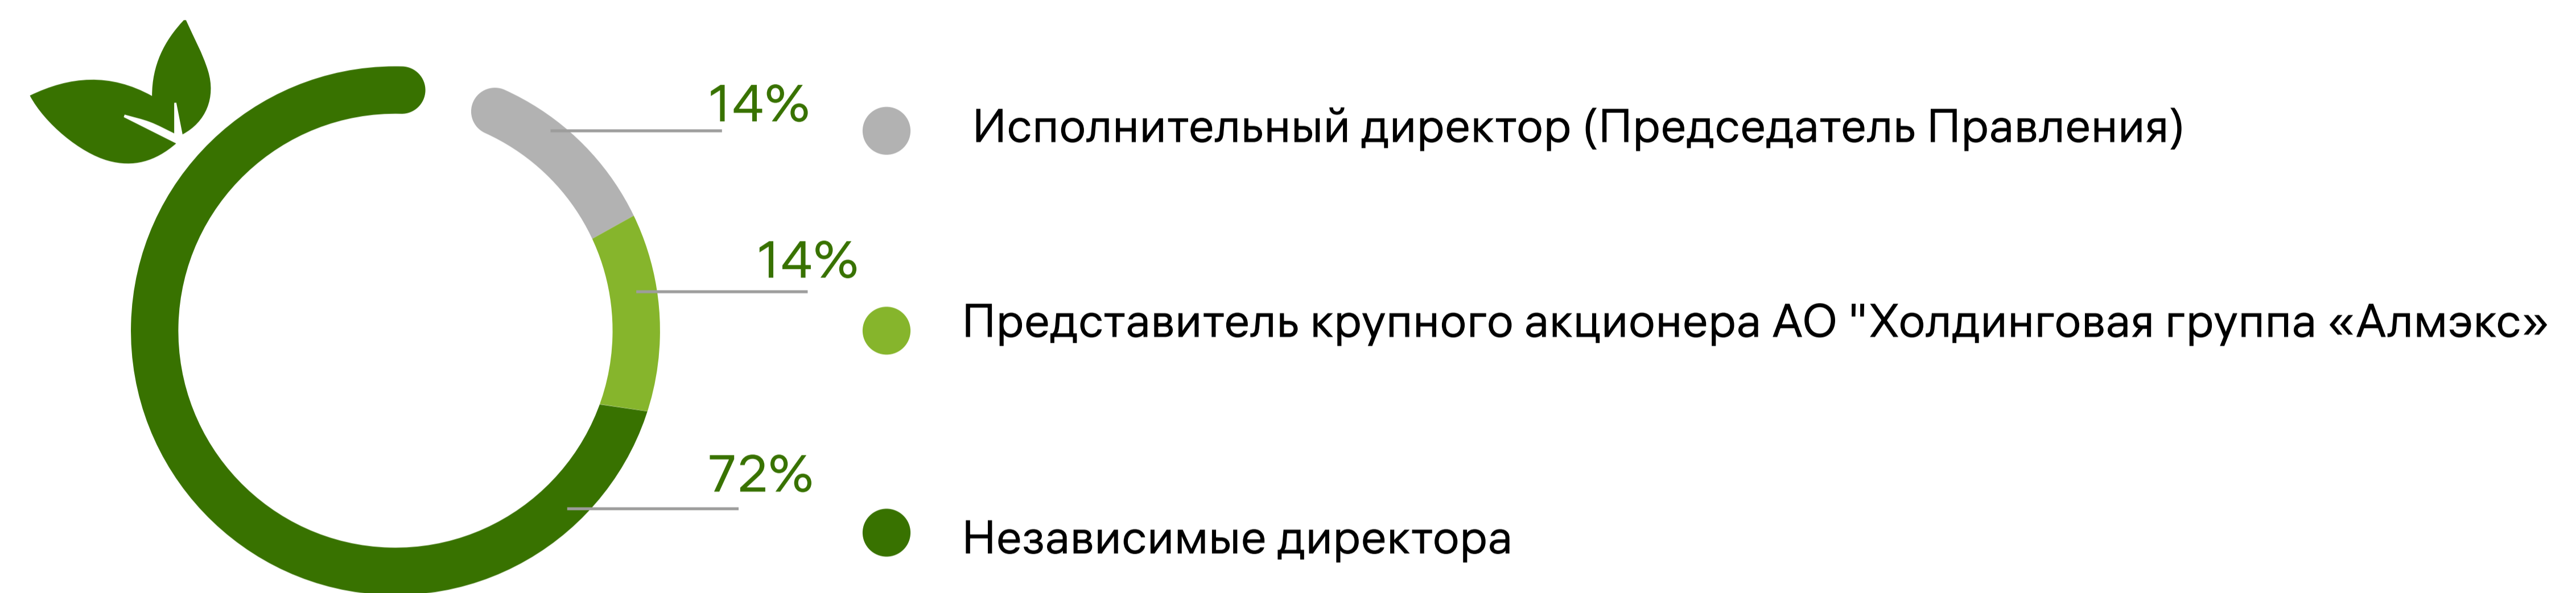 14%
Исполнительный директор (Председатель Правления)
14%
Представитель крупного акционера АО "Холдинговая группа «Алмэкс»
72%
Независимые директора